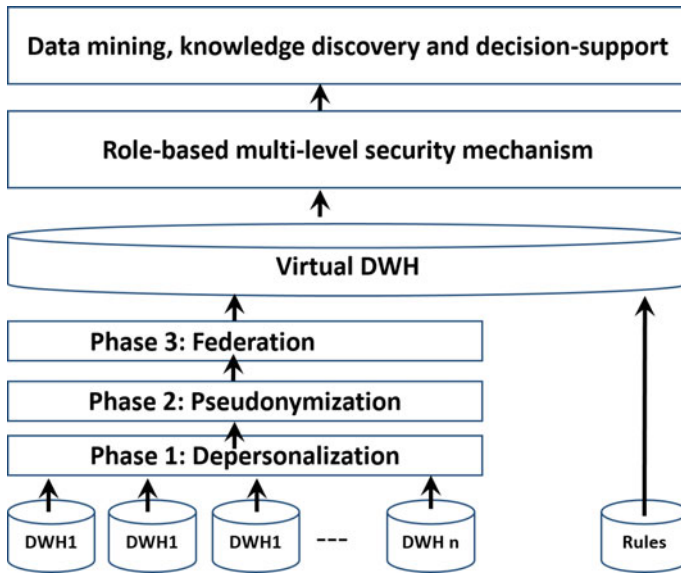 Data mining, knowledge discovery and decision-support
Role-based multi-level security mechanism
Virtual DWH
Phase 3: Federation
Phase 2: Pseudonymization
Phase 1: Depersonalization
DWH1 DWH1 DWH1 --- DWH n Rules